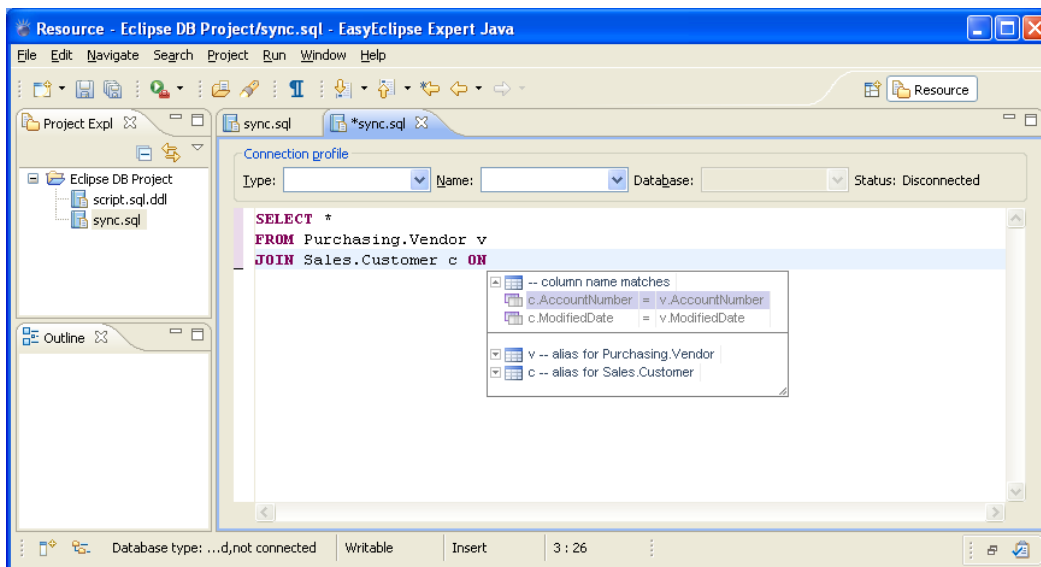 Resource - Eclipse DB Project/sync.sql - EasyEclipse Expert Java
File Edit Navigate Search Project Run Window Help
Resource
Project Expl
sync.sql
*sync.sql
Connection profile
Type: Name: Database: Status: Disconnected
Eclipse DB Project
script.sql.ddl
sync.sql
SELECT *
FROM Purchasing.Vendor v
JOIN Sales.Customer c ON
-- column name matches
c.AccountNumber = v.AccountNumber
c.ModifiedDate = v.ModifiedDate
v -- alias for Purchasing.Vendor
c -- alias for Sales.Customer
Outline
Database type: ...d,not connected Writable Insert 3 : 26